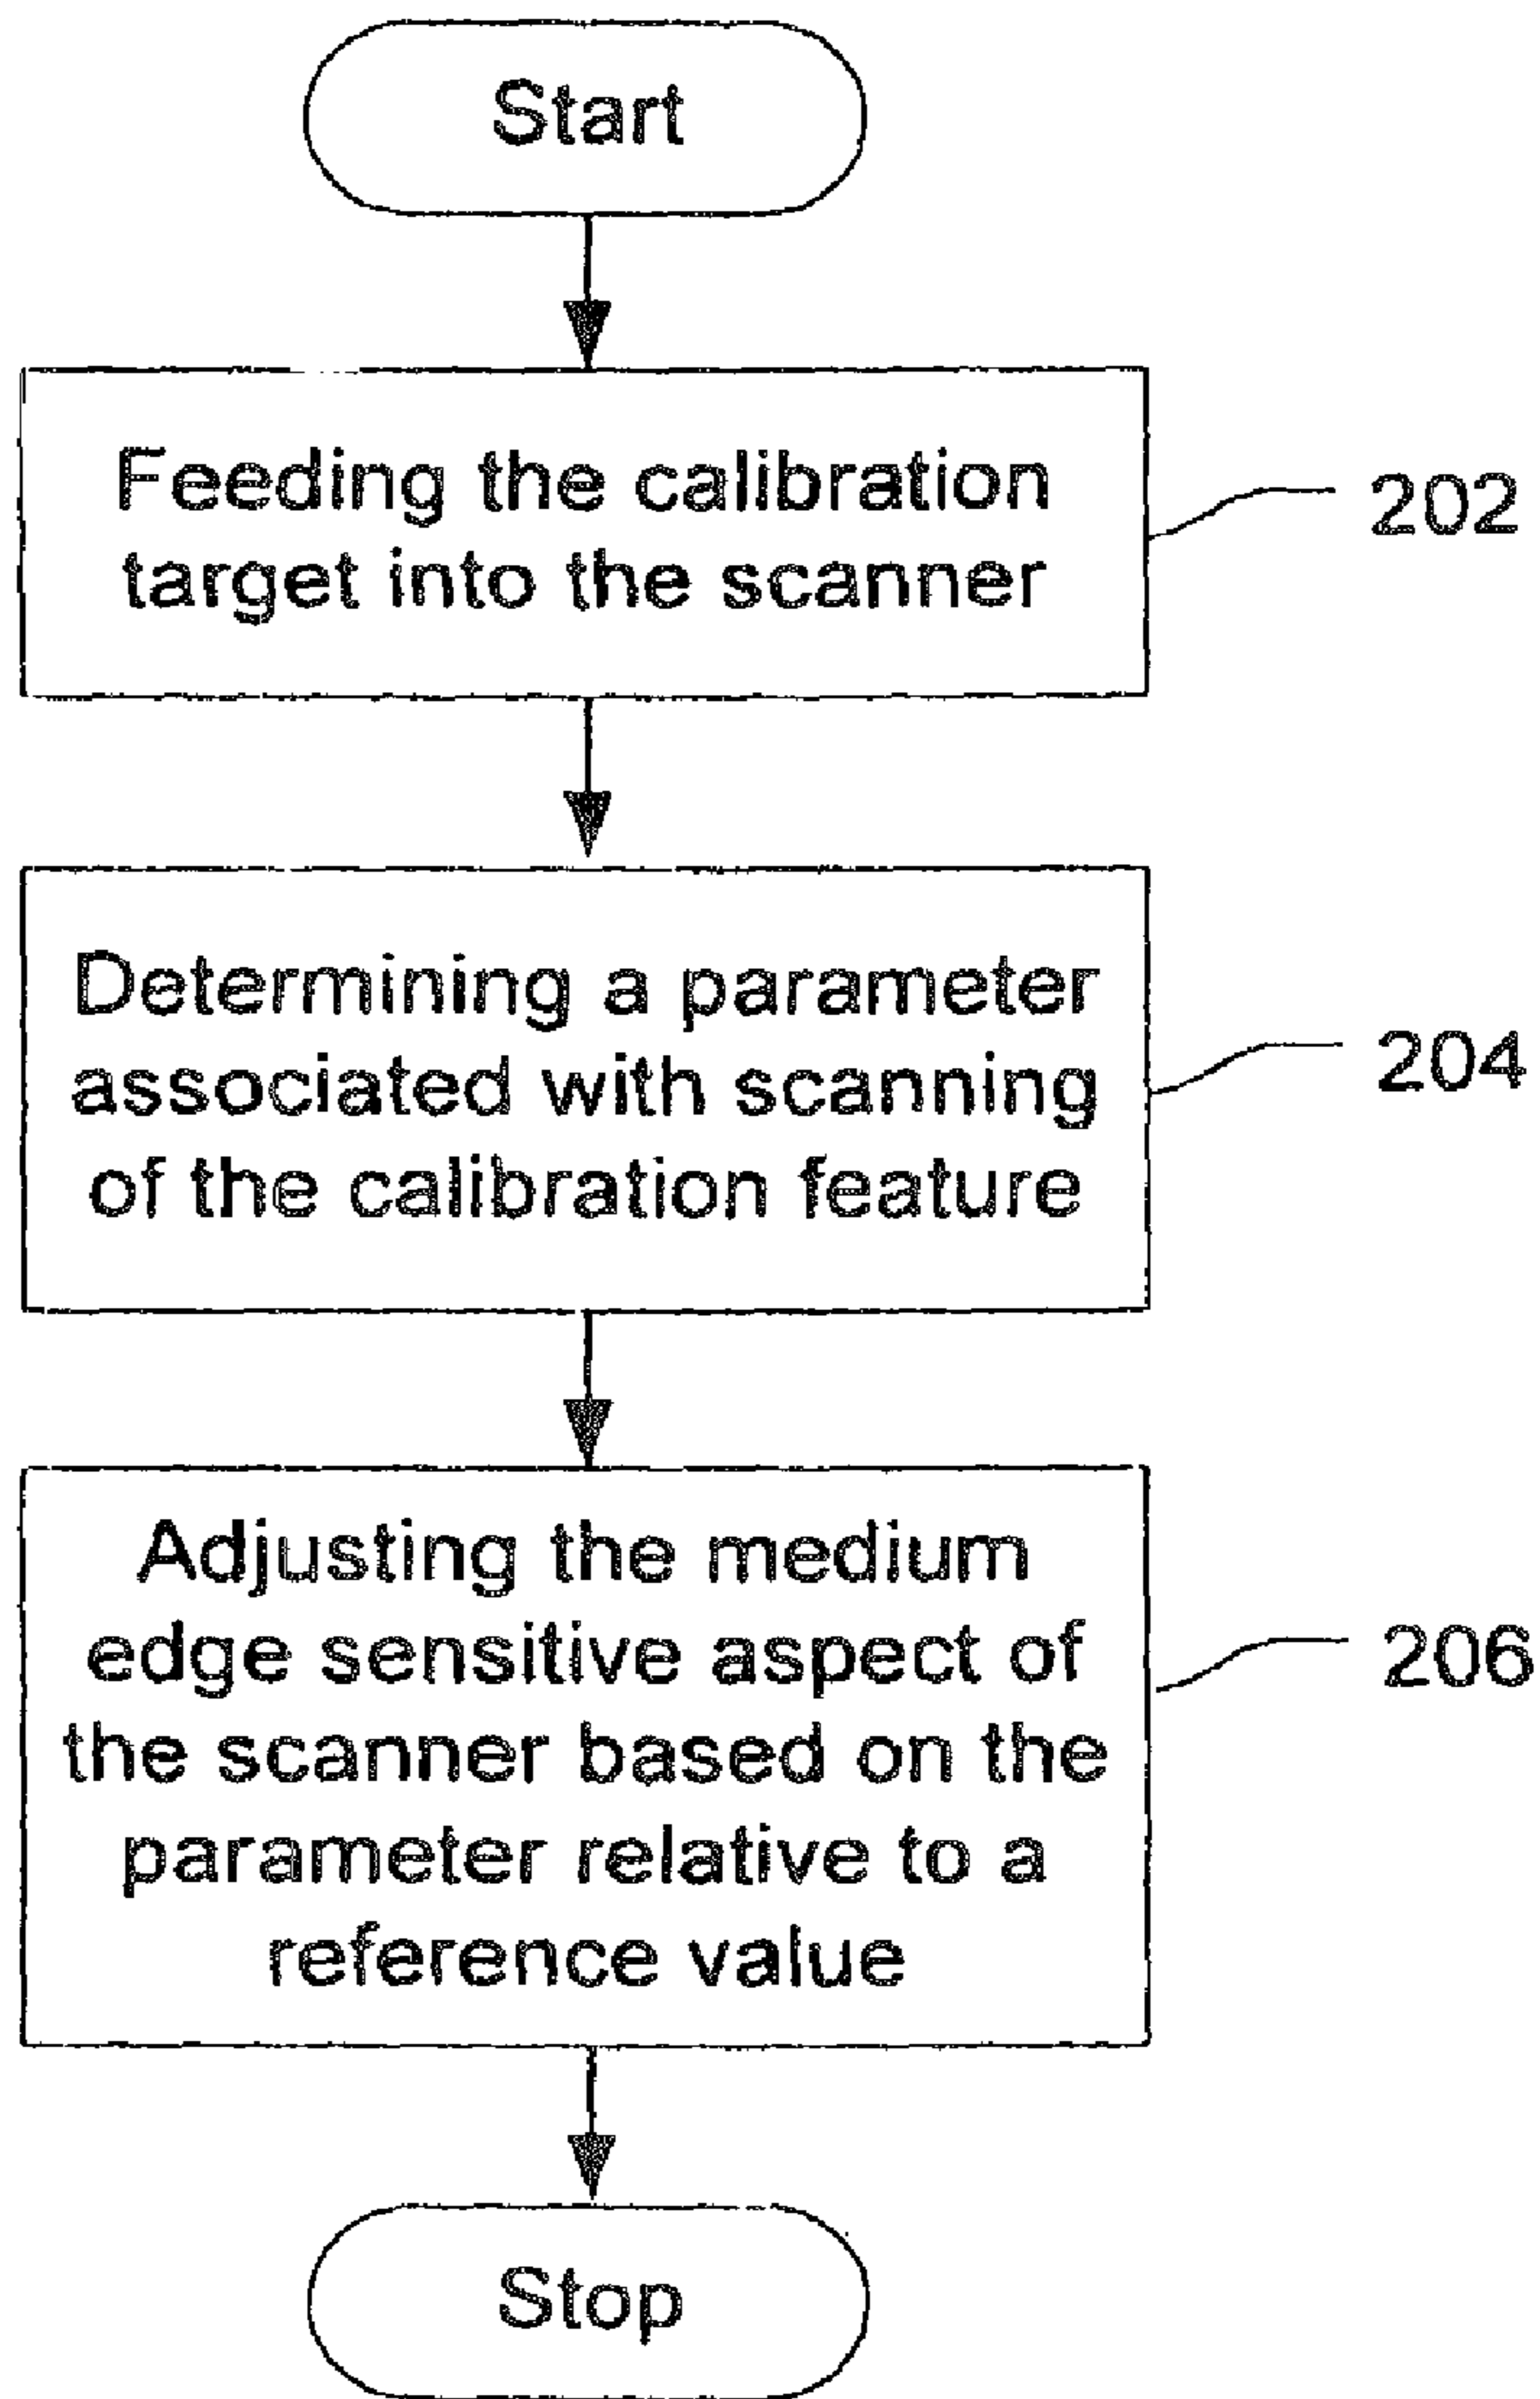 Start
Feeding the calibration
target into the scanner
202
Determining a parameter
associated with scanning
of the calibration feature
204
Adjusting the medium
edge sensitive aspect of
the scanner based on the
parameter relative to a
reference value
206
Stop